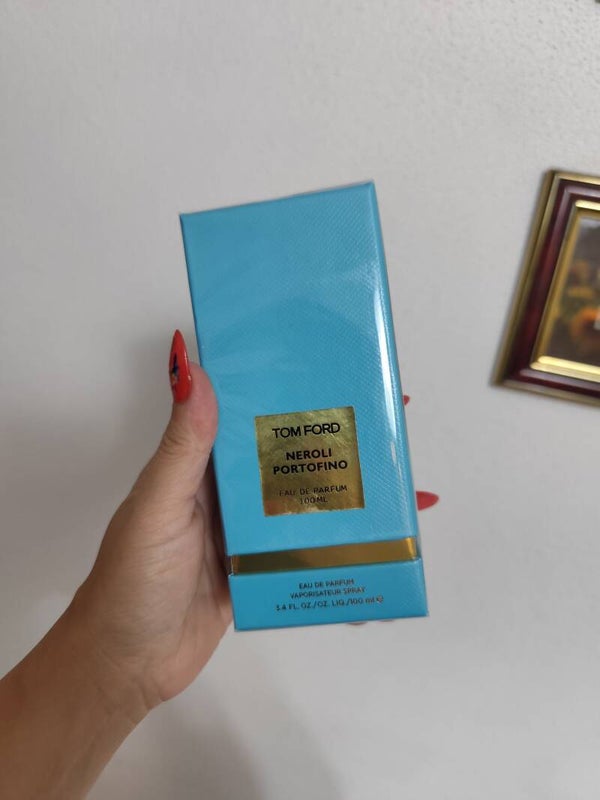 TOM FORD
NEROLI
PORTOFINO
EAU DE PARFUM
100ML
EAU DE PARFUM
VAPORISATEUR SPRAY
3.4 FL. OZ./OZ. LIQ./100 ml ℮